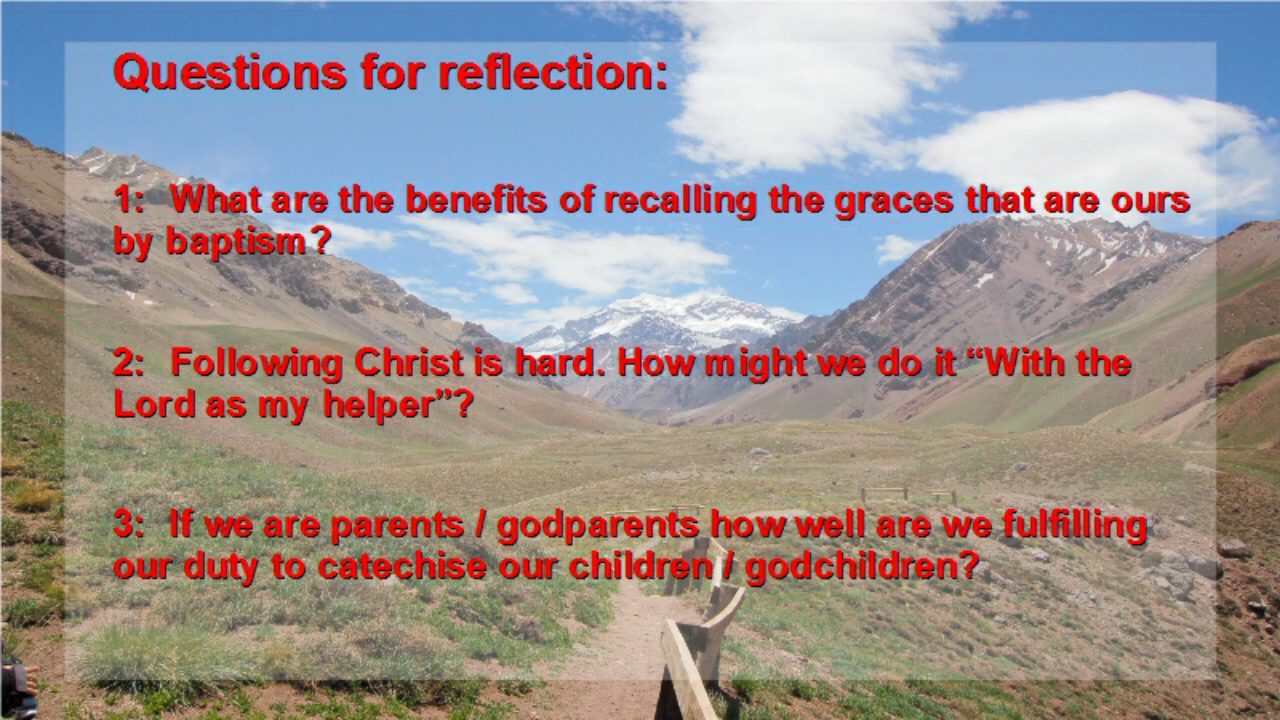 Questions for reflection:
1: What are the benefits of recalling the graces that are ours
by baptism?
2: Following Christ is hard. How might we do it “With the
Lord as my helper”?
3: If we are parents / godparents how well are we fulfilling
our duty to catechise our children / godchildren?